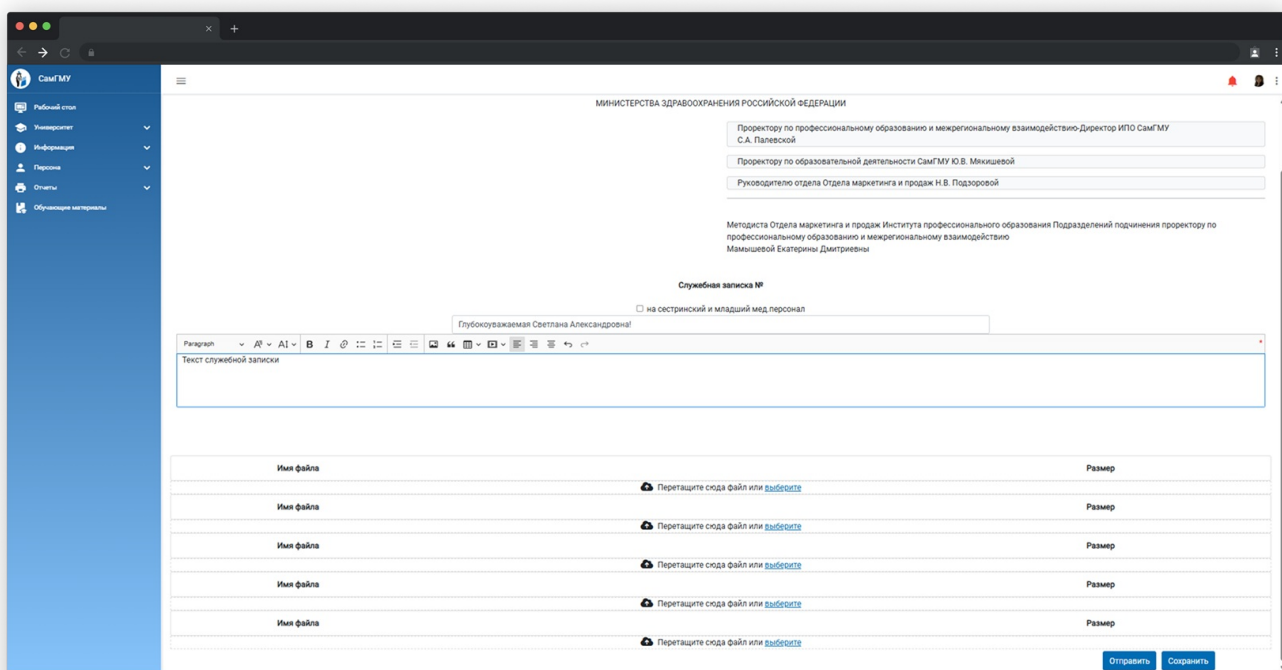 СамГМУ
Рабочий стол
Университет
Информация
Персона
Отчеты
Обучающие материалы
МИНИСТЕРСТВА ЗДРАВООХРАНЕНИЯ РОССИЙСКОЙ ФЕДЕРАЦИИ
Проректору по профессиональному образованию и межрегиональному взаимодействию-Директор ИПО СамГМУ
С.А. Палевской
Проректору по образовательной деятельности СамГМУ Ю.В. Мякишевой
Руководителю отдела Отдела маркетинга и продаж Н.В. Подзоровой
Методиста Отдела маркетинга и продаж Института профессионального образования Подразделений подчинения проректору по
профессиональному образованию и межрегиональному взаимодействию
Мамышевой Екатерины Дмитриевны
Служебная записка №
на сестринский и младший мед.персонал
Глубокоуважаемая Светлана Александровна!
Paragraph
Текст служебной записки
Имя файла Размер
Перетащите сюда файл или выберите
Имя файла Размер
Перетащите сюда файл или выберите
Имя файла Размер
Перетащите сюда файл или выберите
Имя файла Размер
Перетащите сюда файл или выберите
Имя файла Размер
Перетащите сюда файл или выберите
Отправить Сохранить